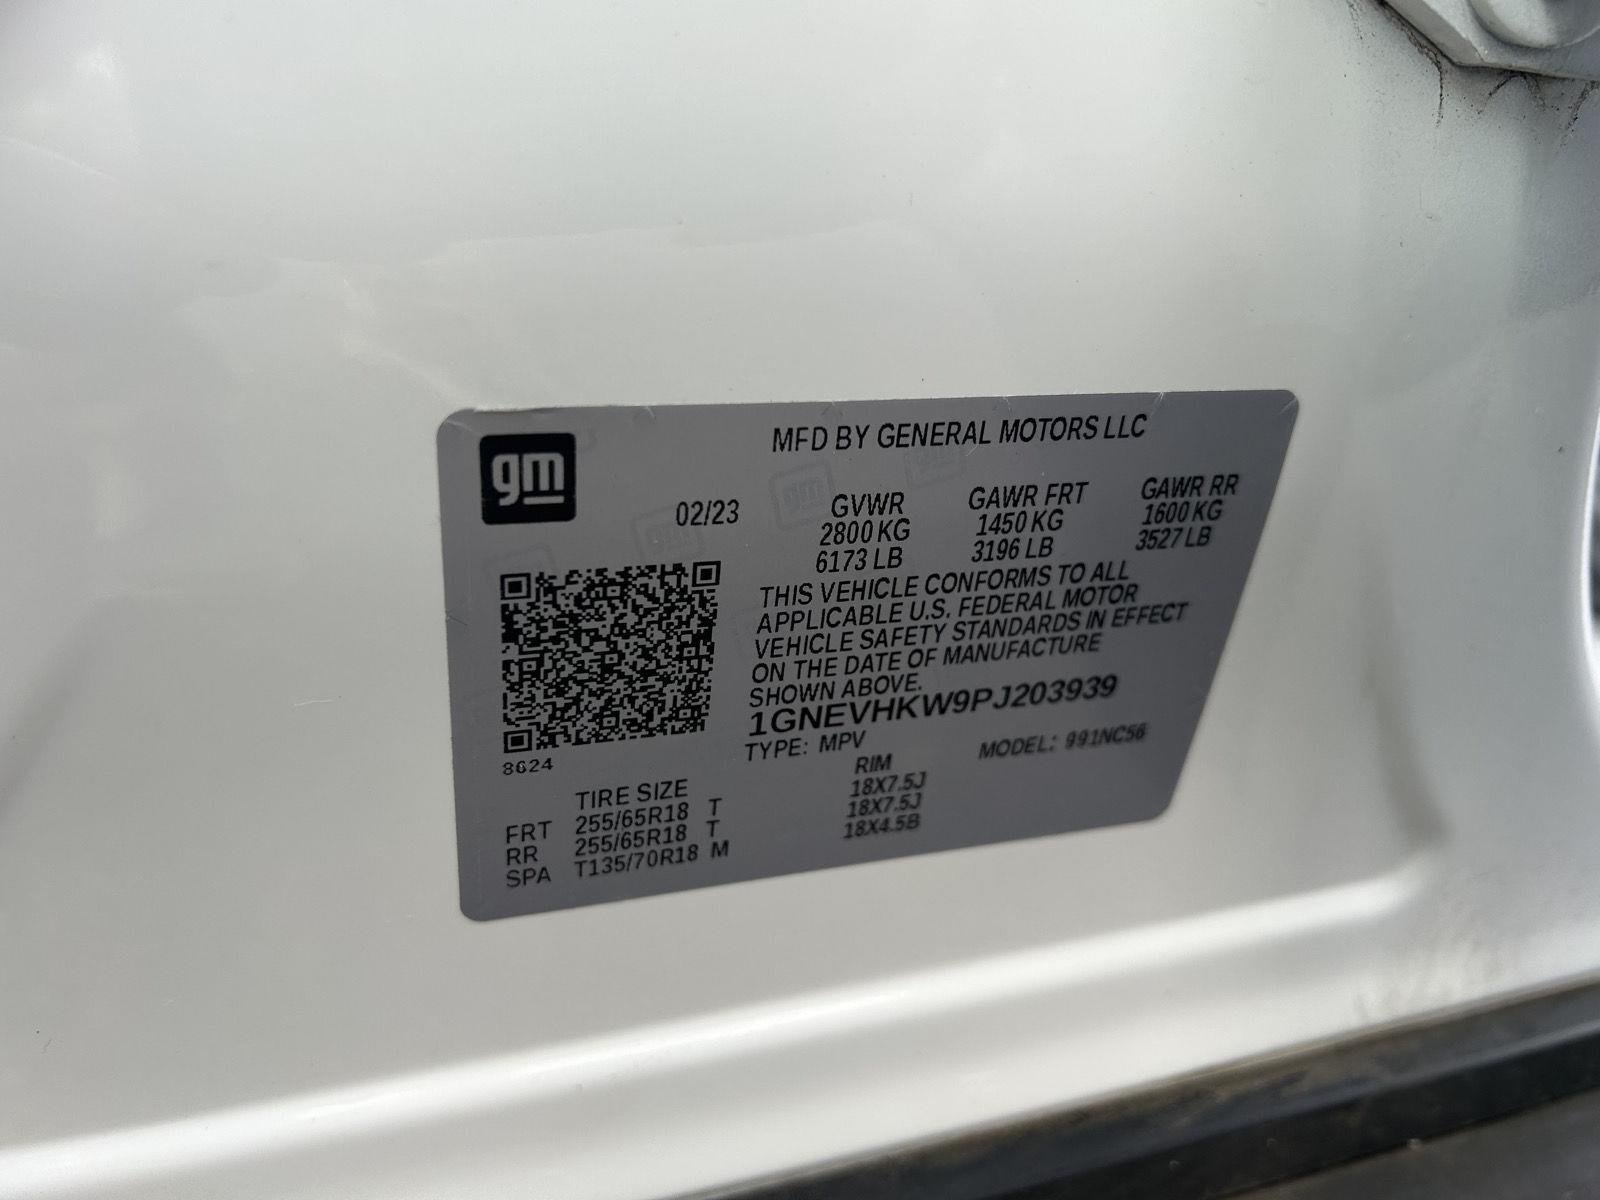 gm
MFD BY GENERAL MOTORS LLC
02/23 GVWR GAWR FRT GAWR RR
2800 KG 1450 KG 1600 KG
6173 LB 3196 LB 3527 LB
THIS VEHICLE CONFORMS TO ALL
APPLICABLE U.S. FEDERAL MOTOR
VEHICLE SAFETY STANDARDS IN EFFECT
ON THE DATE OF MANUFACTURE
SHOWN ABOVE.
1GNEVHKW9PJ203939
TYPE: MPV MODEL: 991NC56
8624
TIRE SIZE RIM
FRT 255/65R18 T 18X7.5J
RR 255/65R18 T 18X7.5J
SPA T135/70R18 M 18X4.5B